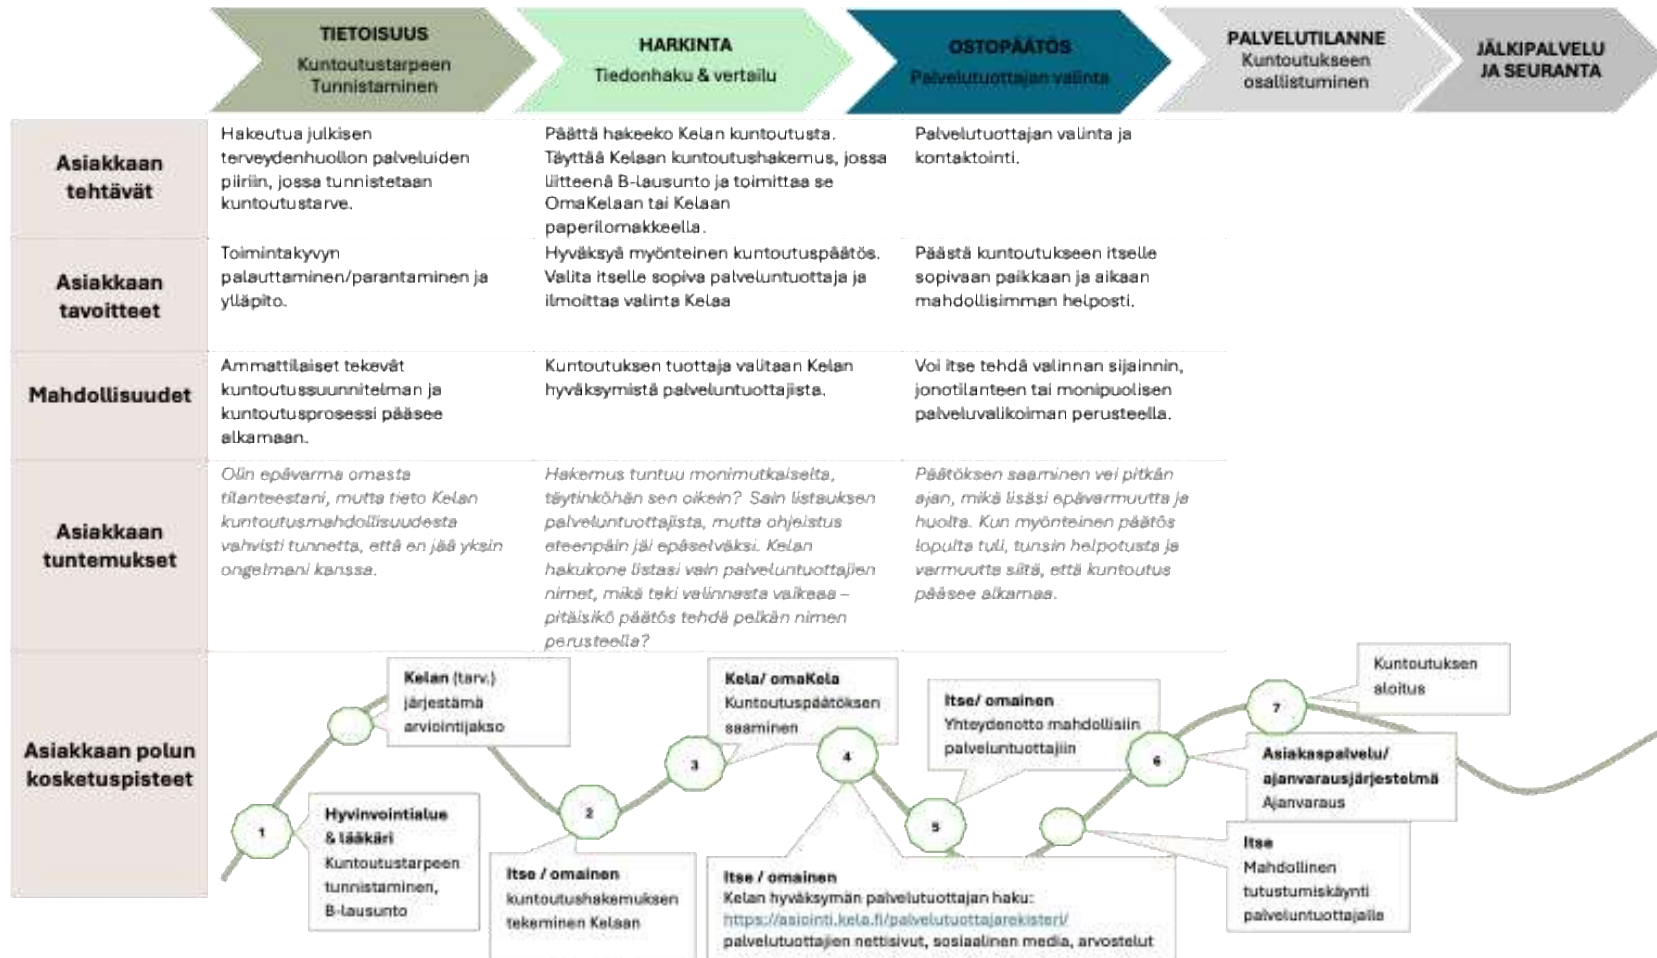 TIETOISUUS
Kuntoutustarpeen
Tunnistaminen
HARKINTA
Tiedonhaku & vertailu
OSTOPÄÄTÖS
Palvelutuottajan valinta
PALVELUTILANNE
Kuntoutukseen
osallistuminen
JÄLKIPALVELU
JA SEURANTA
Asiakkaan
tehtävät
Hakeutua julkisen
terveydenhuollon palveluiden
piiriin, jossa tunnistetaan
kuntoutustarve.
Päättä hakeeko Kelan kuntoutusta.
Täyttää Kelaan kuntoutushakemus, jossa
liitteenä B-lausunto ja toimittaa se
OmaKelaan tai Kelaan
paperilomakkeella.
Palvelutuottajan valinta ja
kontaktointi.
Asiakkaan
tavoitteet
Toimintakyvyn
palauttaminen/parantaminen ja
ylläpito.
Hyväksyä myönteinen kuntoutuspäätös.
Valita itselle sopiva palveluntuottaja ja
ilmoittaa valinta Kelaa
Päästä kuntoutukseen itselle
sopivaan paikkaan ja aikaan
mahdollisimman helposti.
Mahdollisuudet
Ammattilaiset tekevät
kuntoutussuunnitelman ja
kuntoutusprosessi pääsee
alkamaan.
Kuntoutuksen tuottaja valitaan Kelan
hyväksymistä palveluntuottajista.
Voi itse tehdä valinnan sijainnin,
jonotilanteen tai monipuolisen
palveluvalikoiman perusteella.
Asiakkaan
tuntemukset
Olin epävarma omasta
tilanteestani, mutta tieto Kelan
kuntoutusmahdollisuudesta
vahvisti tunnetta, että en jää yksin
ongelmani kanssa.
Hakemus tuntuu monimutkaiselta,
täytinköhän sen oikein? Sain listauksen
palveluntuottajista, mutta ohjeistus
eteenpäin jäi epäselväksi. Kelan
hakukone listasi vain palveluntuottajien
nimet, mikä teki valinnasta vaikeaa –
pitäisikö päätös tehdä pelkän nimen
perusteella?
Päätöksen saaminen vei pitkän
ajan, mikä lisäsi epävarmuutta ja
huolta. Kun myönteinen päätös
lopulta tuli, tunsin helpotusta ja
varmuutta siitä, että kuntoutus
pääsee alkamaa.
Asiakkaan polun
kosketuspisteet
1
Hyvinvointialue
& lääkäri
Kuntoutustarpeen
tunnistaminen,
B-lausunto
Kelan (tarv.)
järjestämä
arviointijakso
2
Itse / omainen
kuntoutushakemuksen
tekeminen Kelaan
3
Kela/ omaKela
Kuntoutuspäätöksen
saaminen
4
Itse / omainen
Kelan hyväksymän palvelutuottajan haku:
https://asiointi.kela.fi/palvelutuottajarekisteri/
palvelutuottajien nettisivut, sosiaalinen media, arvostelut
5
Itse/ omainen
Yhteydenotto mahdollisiin
palveluntuottajiin
Itse
Mahdollinen
tutustumiskäynti
palveluntuottajalle
6
Asiakaspalvelu/
ajanvarausjärjestelmä
Ajanvaraus
7
Kuntoutuksen
aloitus